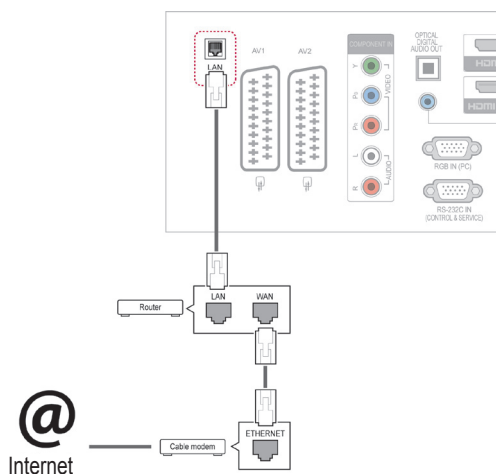 LAN
AV1
AV2
COMPONENT IN
Y
PB
PR
VIDEO
L
R
AUDIO
OPTICAL
DIGITAL
AUDIO OUT
HDMI
HDMI
RGB IN (PC)
RS-232C IN
(CONTROL & SERVICE)
Router
LAN
WAN
ETHERNET
Cable modem
@
Internet